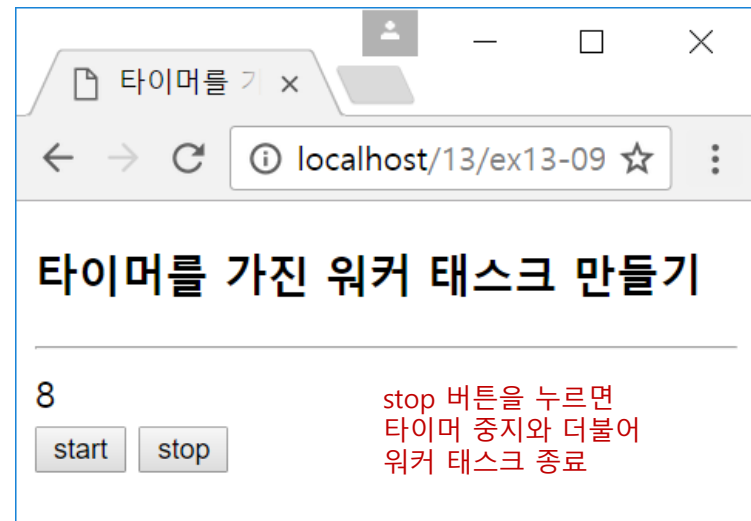 타이머를
localhost/13/ex13-09
타이머를 가진 워커 태스크 만들기
8
start stop
stop 버튼을 누르면
타이머 중지와 더불어
워커 태스크 종료